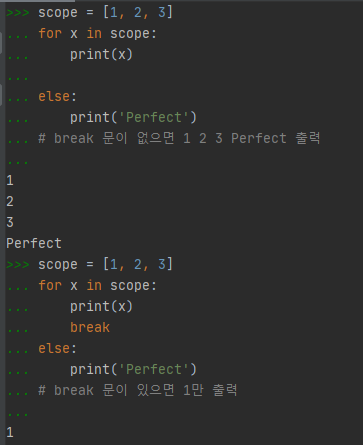 >>> scope = [1, 2, 3]
... for x in scope:
...     print(x)
...
... else:
...     print('Perfect')
... # break 문이 없으면 1 2 3 Perfect 출력
...
1
2
3
Perfect
>>> scope = [1, 2, 3]
... for x in scope:
...     print(x)
...     break
... else:
...     print('Perfect')
... # break 문이 있으면 1만 출력
...
1